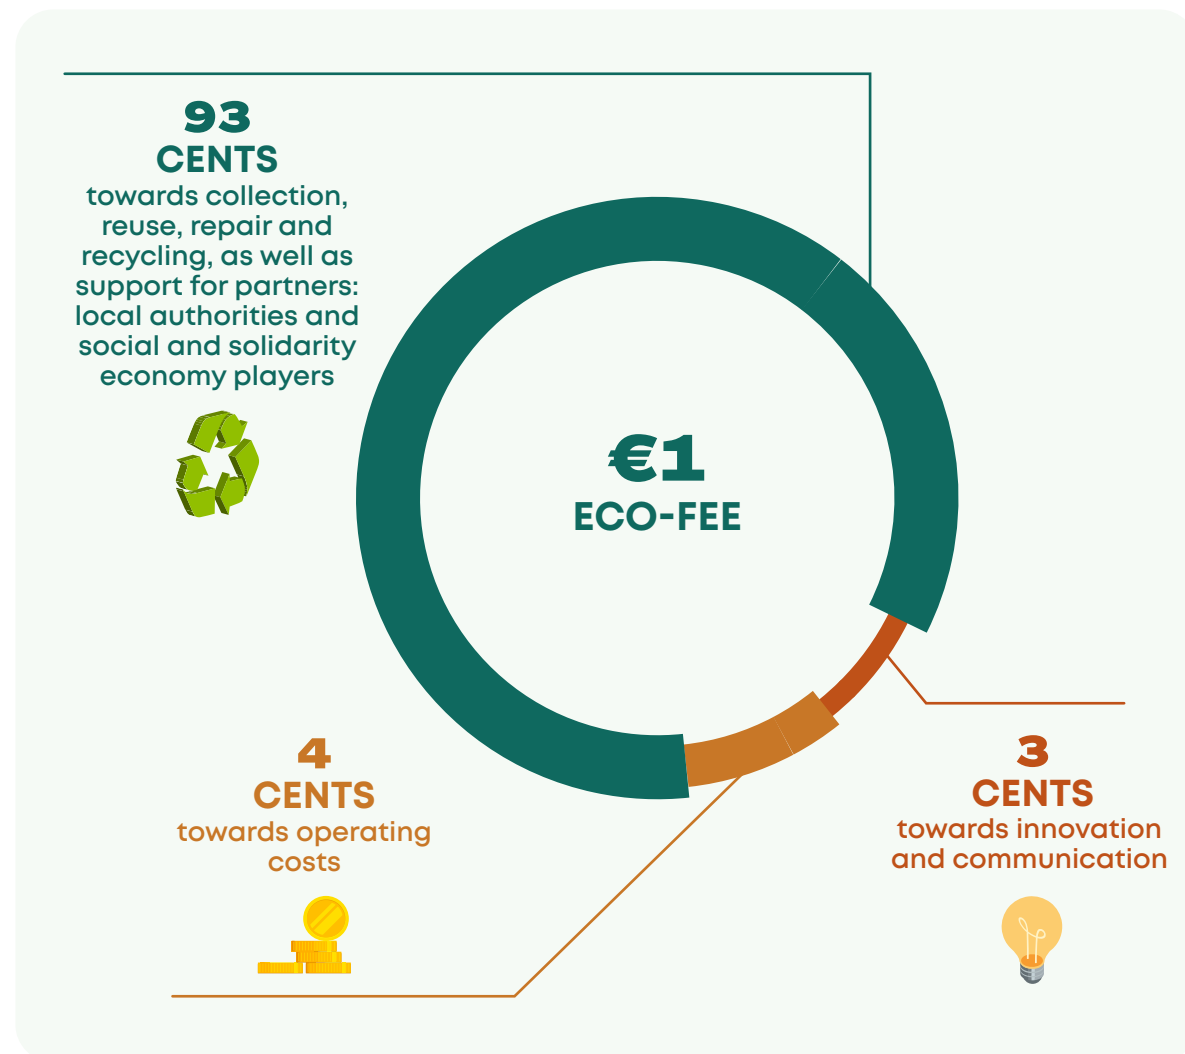 93
CENTS
towards collection,
reuse, repair and
recycling, as well as
support for partners:
local authorities and
social and solidarity
economy players
€1
ECO-FEE
4
CENTS
towards operating
costs
3
CENTS
towards innovation
and communication